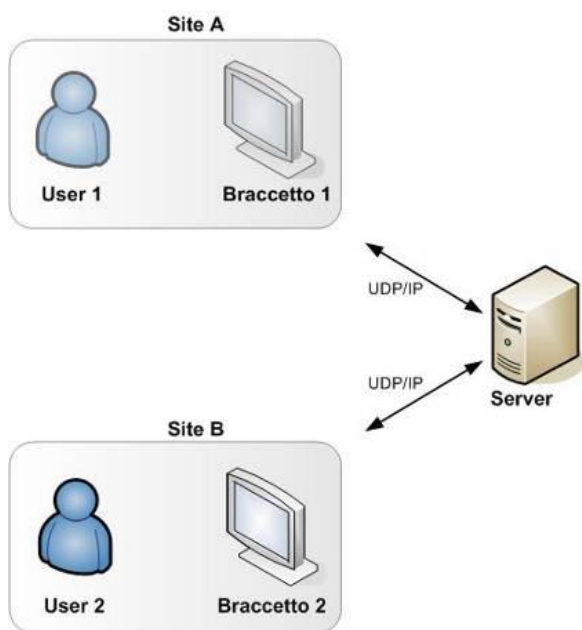 Site A
User 1
Braccetto 1
UDP/IP
UDP/IP
Server
Site B
User 2
Braccetto 2